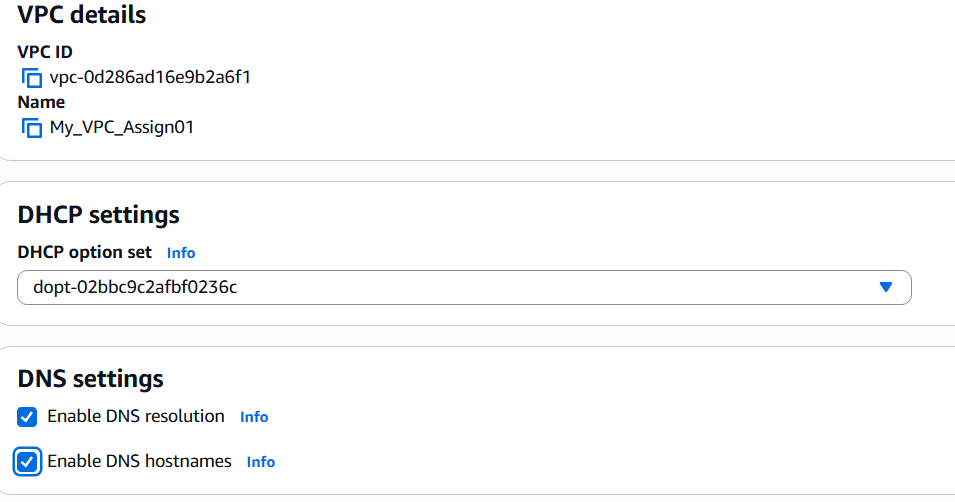 VPC details
VPC ID
vpc-0d286ad16e9b2a6f1
Name
My_VPC_Assign01
DHCP settings
DHCP option set Info
dopt-02bbc9c2afbf0236c
DNS settings
Enable DNS resolution Info
Enable DNS hostnames Info